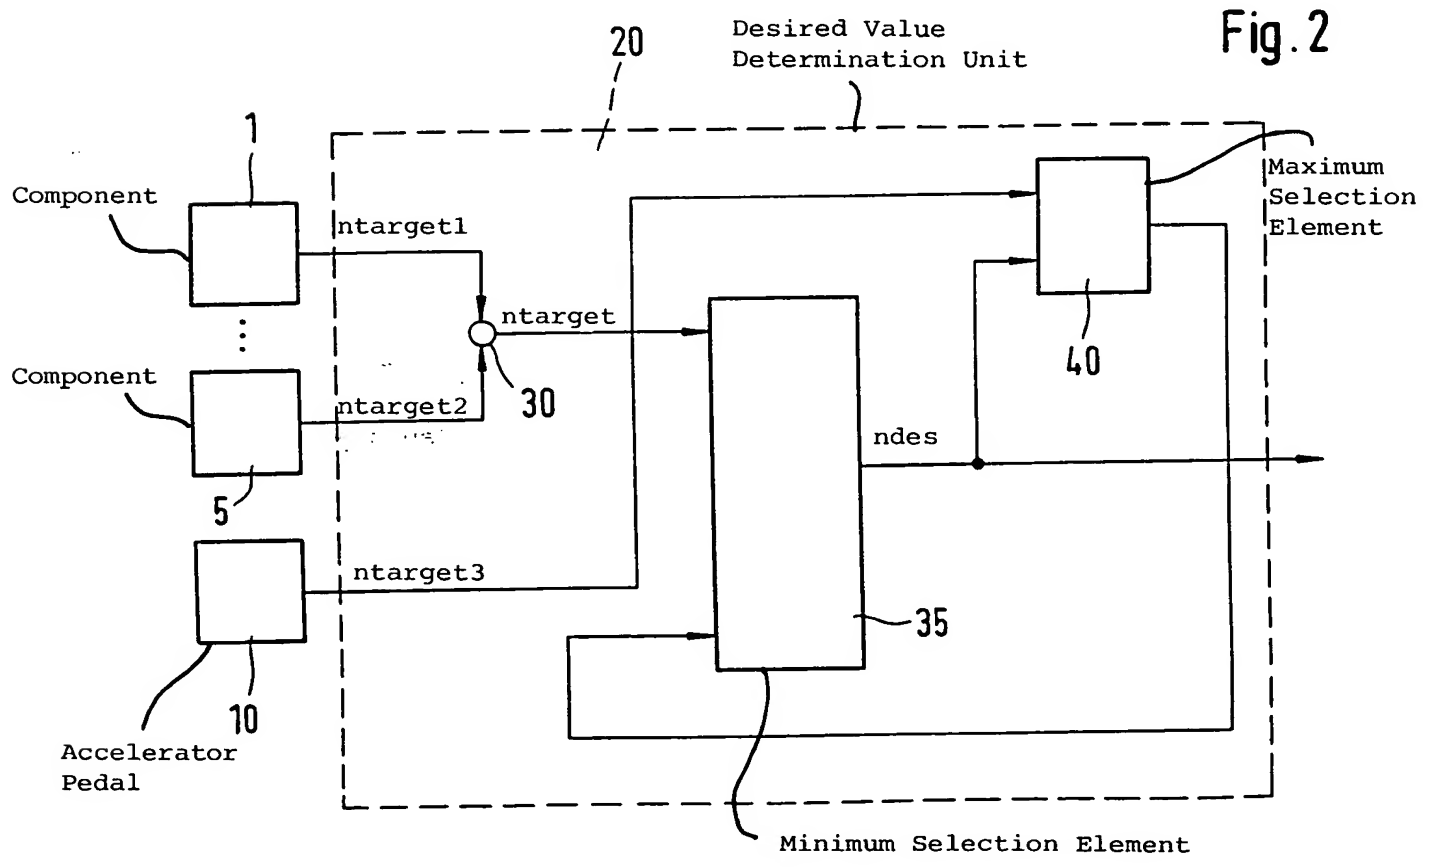 Fig. 2
20
Desired Value
Determination Unit
1
Component
ntarget1
Maximum
Selection
Element
ntarget
30
40
Component
ntarget2
5
ndes
ntarget3
35
10
Accelerator
Pedal
Minimum Selection Element